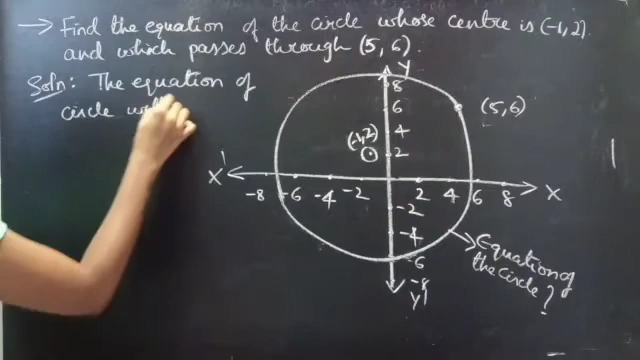 → Find the equation of the circle whose centre is (-1,2)
and which passes through (5,6).
Soln: The equation of
circle with
Y
8
6
(5,6)
4
(-1,2)
2
X' -8 -6 -4 -2 2 4 6 8 X
-2
-4
-6
-8
Y'
Equation of
the circle?